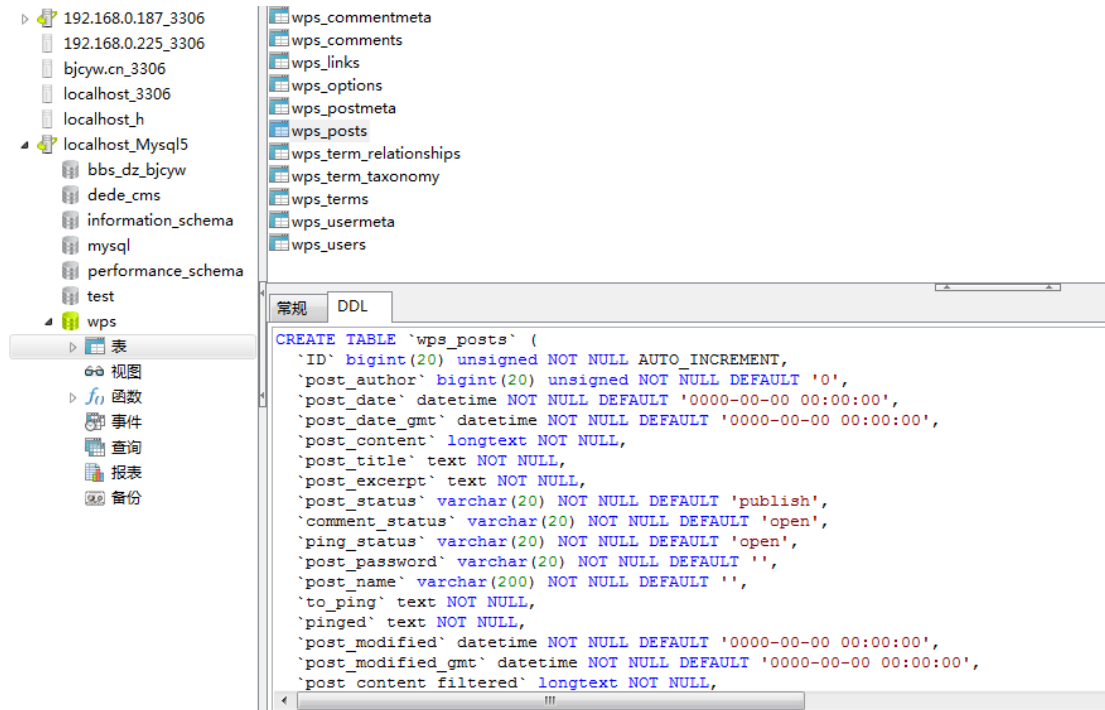 192.168.0.187_3306
192.168.0.225_3306
bjcyw.cn_3306
localhost_3306
localhost_h
localhost_Mysql5
bbs_dz_bjcyw
dede_cms
information_schema
mysql
performance_schema
test
wps
表
视图
函数
事件
查询
报表
备份
wps_commentmeta
wps_comments
wps_links
wps_options
wps_postmeta
wps_posts
wps_term_relationships
wps_term_taxonomy
wps_terms
wps_usermeta
wps_users
常规 DDL
CREATE TABLE `wps_posts` (
`ID` bigint(20) unsigned NOT NULL AUTO_INCREMENT,
`post_author` bigint(20) unsigned NOT NULL DEFAULT '0',
`post_date` datetime NOT NULL DEFAULT '0000-00-00 00:00:00',
`post_date_gmt` datetime NOT NULL DEFAULT '0000-00-00 00:00:00',
`post_content` longtext NOT NULL,
`post_title` text NOT NULL,
`post_excerpt` text NOT NULL,
`post_status` varchar(20) NOT NULL DEFAULT 'publish',
`comment_status` varchar(20) NOT NULL DEFAULT 'open',
`ping_status` varchar(20) NOT NULL DEFAULT 'open',
`post_password` varchar(20) NOT NULL DEFAULT '',
`post_name` varchar(200) NOT NULL DEFAULT '',
`to_ping` text NOT NULL,
`pinged` text NOT NULL,
`post_modified` datetime NOT NULL DEFAULT '0000-00-00 00:00:00',
`post_modified_gmt` datetime NOT NULL DEFAULT '0000-00-00 00:00:00',
`post_content_filtered` longtext NOT NULL,